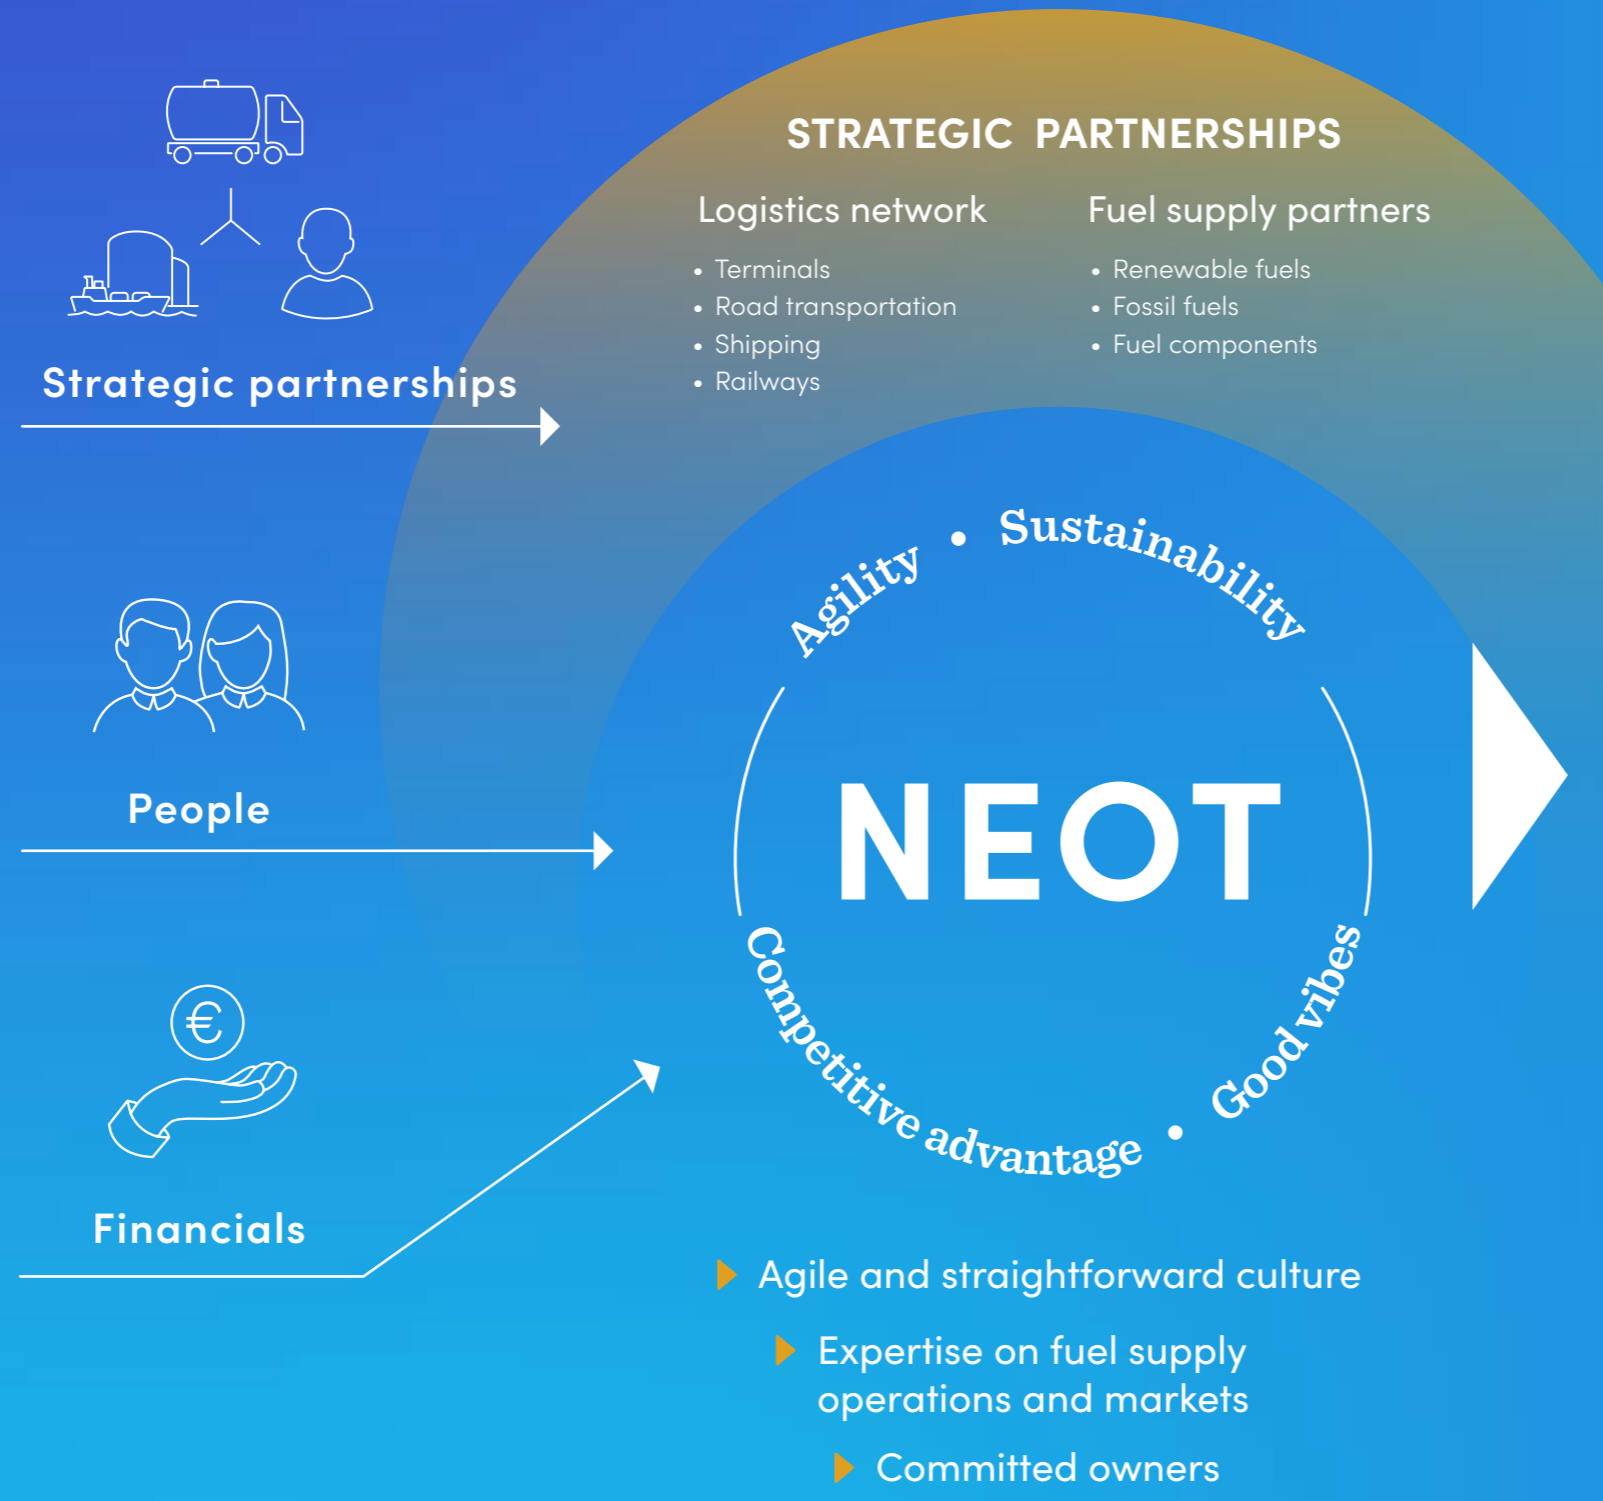 Strategic partnerships
People
€
Financials
STRATEGIC PARTNERSHIPS
Logistics network
• Terminals
• Road transportation
• Shipping
• Railways
Fuel supply partners
• Renewable fuels
• Fossil fuels
• Fuel components
Agility • Sustainability
NEOT
Competitive advantage • Good vibes
Agile and straightforward culture
Expertise on fuel supply
operations and markets
Committed owners